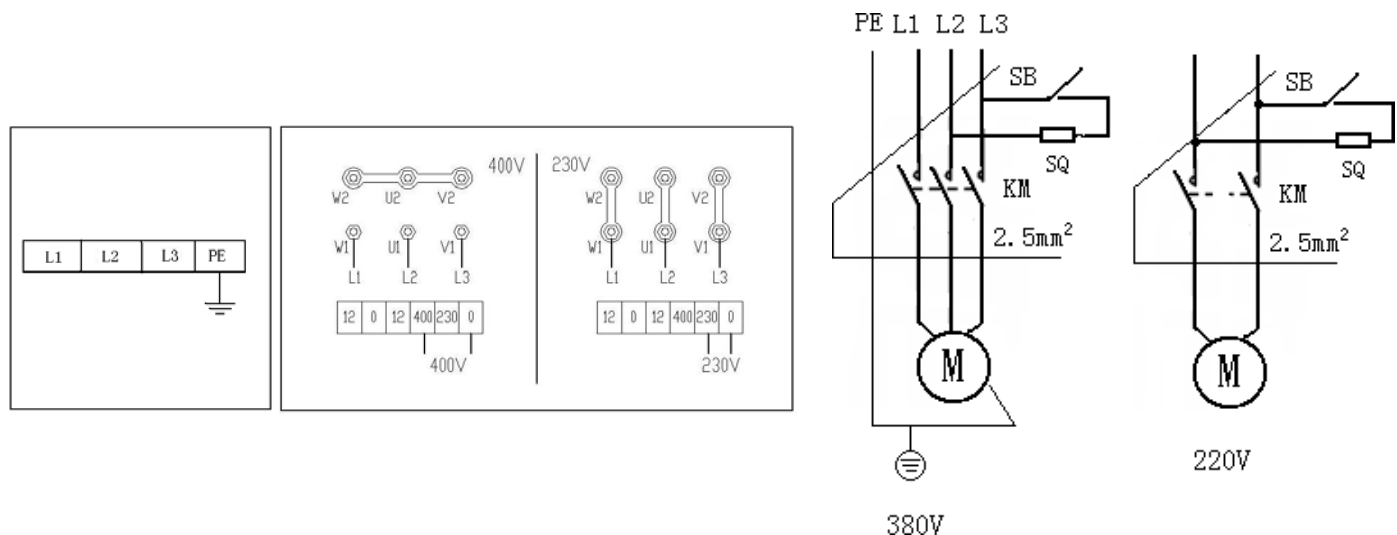 L1 L2 L3 PE
400V
W2 U2 V2
W1 U1 V1
L1 L2 L3
12 0 12 400 230 0
400V
230V
W2 U2 V2
W1 U1 V1
L1 L2 L3
12 0 12 400 230 0
230V
PE L1 L2 L3
SB
SQ
KM
2.5mm²
M
380V
SB
SQ
KM
2.5mm²
M
220V